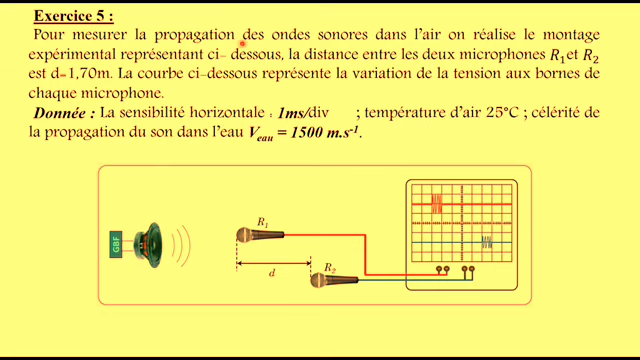 Exercice 5 :
Pour mesurer la propagation des ondes sonores dans l'air on réalise le montage
expérimental représentant ci- dessous, la distance entre les deux microphones R1 et R2
est d=1,70m. La courbe ci-dessous représente la variation de la tension aux bornes de
chaque microphone.
Donnée : La sensibilité horizontale : 1ms/div ; température d'air 25°C ; célérité de
la propagation du son dans l'eau Veau = 1500 m.s-1.
R1
GBF
R2
d